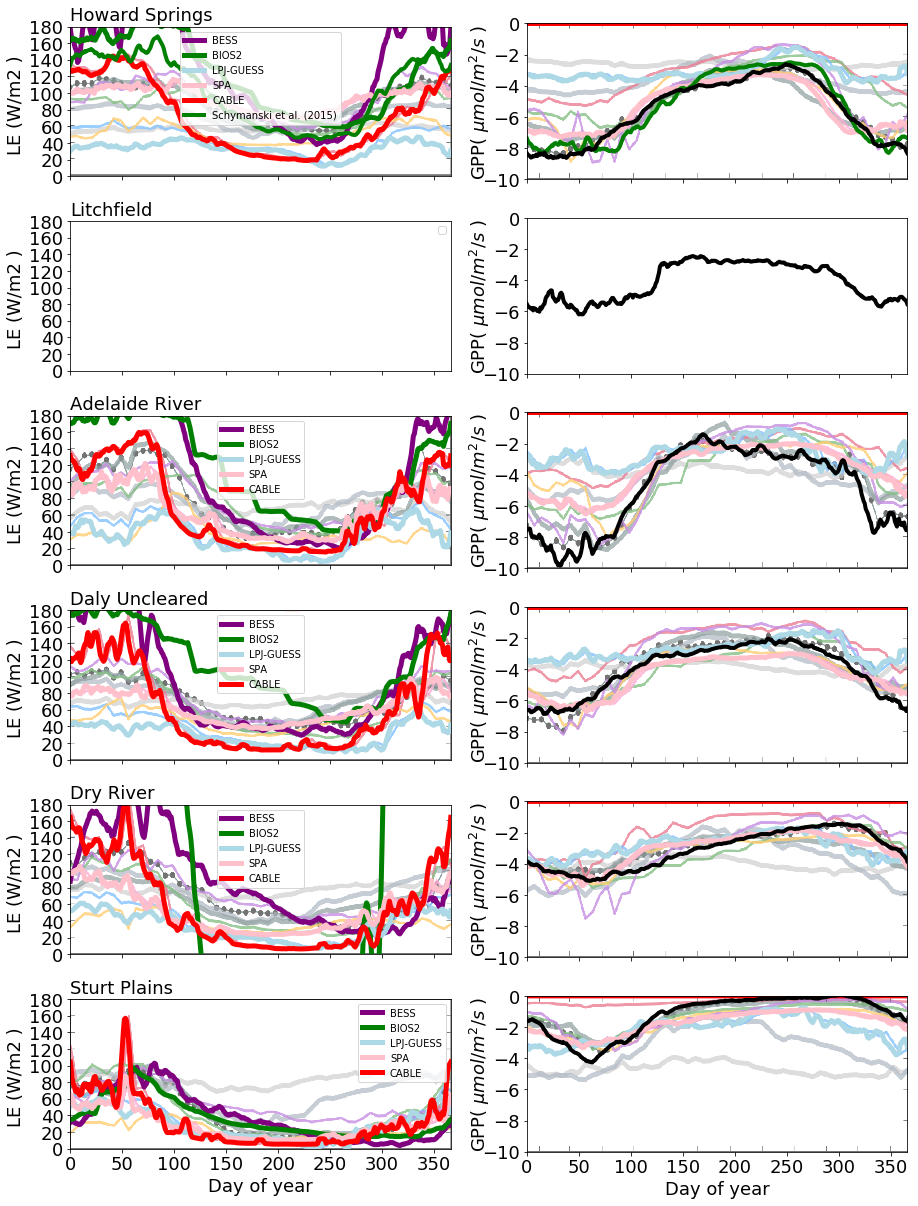 Howard Springs
LE (W/m2 )
180
160
140
120
100
80
60
40
20
0
BESS
BIOS2
LPJ-GUESS
SPA
CABLE
Schymanski et al. (2015)
GPP( μmol/m²/s )
0
−2
−4
−6
−8
−10
Litchfield
LE (W/m2 )
180
160
140
120
100
80
60
40
20
0
GPP( μmol/m²/s )
0
−2
−4
−6
−8
−10
Adelaide River
LE (W/m2 )
180
160
140
120
100
80
60
40
20
0
BESS
BIOS2
LPJ-GUESS
SPA
CABLE
GPP( μmol/m²/s )
0
−2
−4
−6
−8
−10
Daly Uncleared
LE (W/m2 )
180
160
140
120
100
80
60
40
20
0
BESS
BIOS2
LPJ-GUESS
SPA
CABLE
GPP( μmol/m²/s )
0
−2
−4
−6
−8
−10
Dry River
LE (W/m2 )
180
160
140
120
100
80
60
40
20
0
BESS
BIOS2
LPJ-GUESS
SPA
CABLE
GPP( μmol/m²/s )
0
−2
−4
−6
−8
−10
Sturt Plains
LE (W/m2 )
180
160
140
120
100
80
60
40
20
0
BESS
BIOS2
LPJ-GUESS
SPA
CABLE
0 50 100 150 200 250 300 350
Day of year
GPP( μmol/m²/s )
0
−2
−4
−6
−8
−10
0 50 100 150 200 250 300 350
Day of year